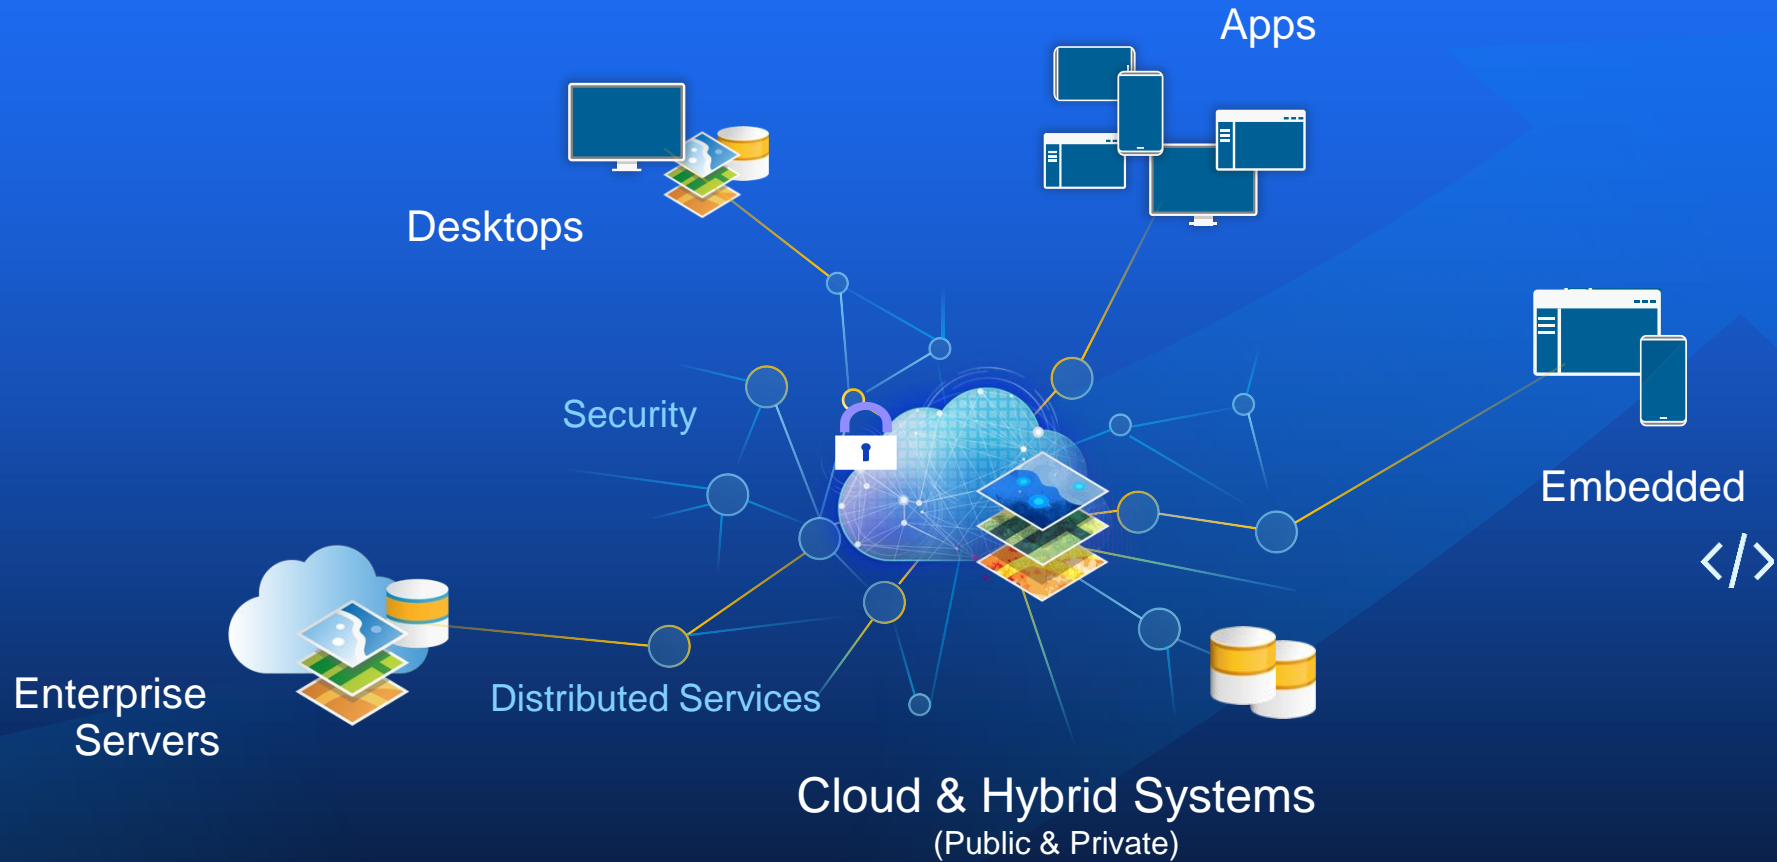 Apps
Desktops
Security
Embedded
</>
Enterprise
Servers
Distributed Services
Cloud & Hybrid Systems
(Public & Private)